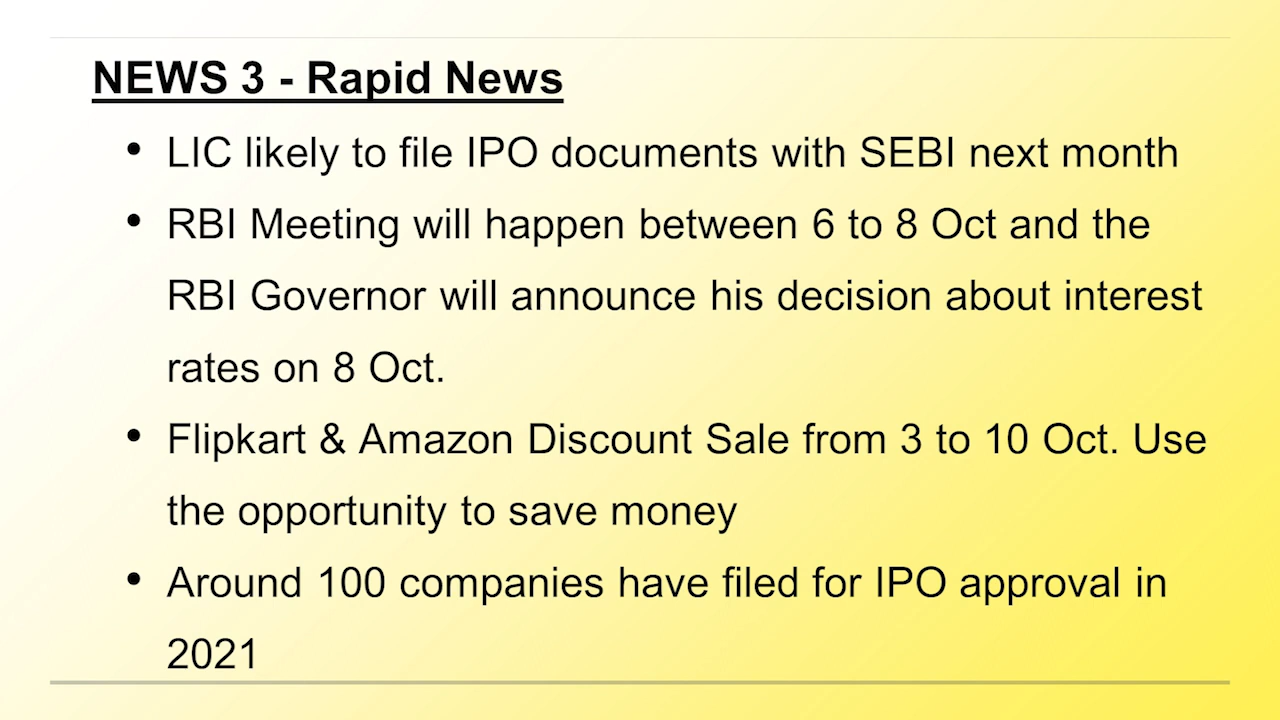 NEWS 3 - Rapid News
• LIC likely to file IPO documents with SEBI next month
• RBI Meeting will happen between 6 to 8 Oct and the
RBI Governor will announce his decision about interest
rates on 8 Oct.
• Flipkart & Amazon Discount Sale from 3 to 10 Oct. Use
the opportunity to save money
• Around 100 companies have filed for IPO approval in
2021